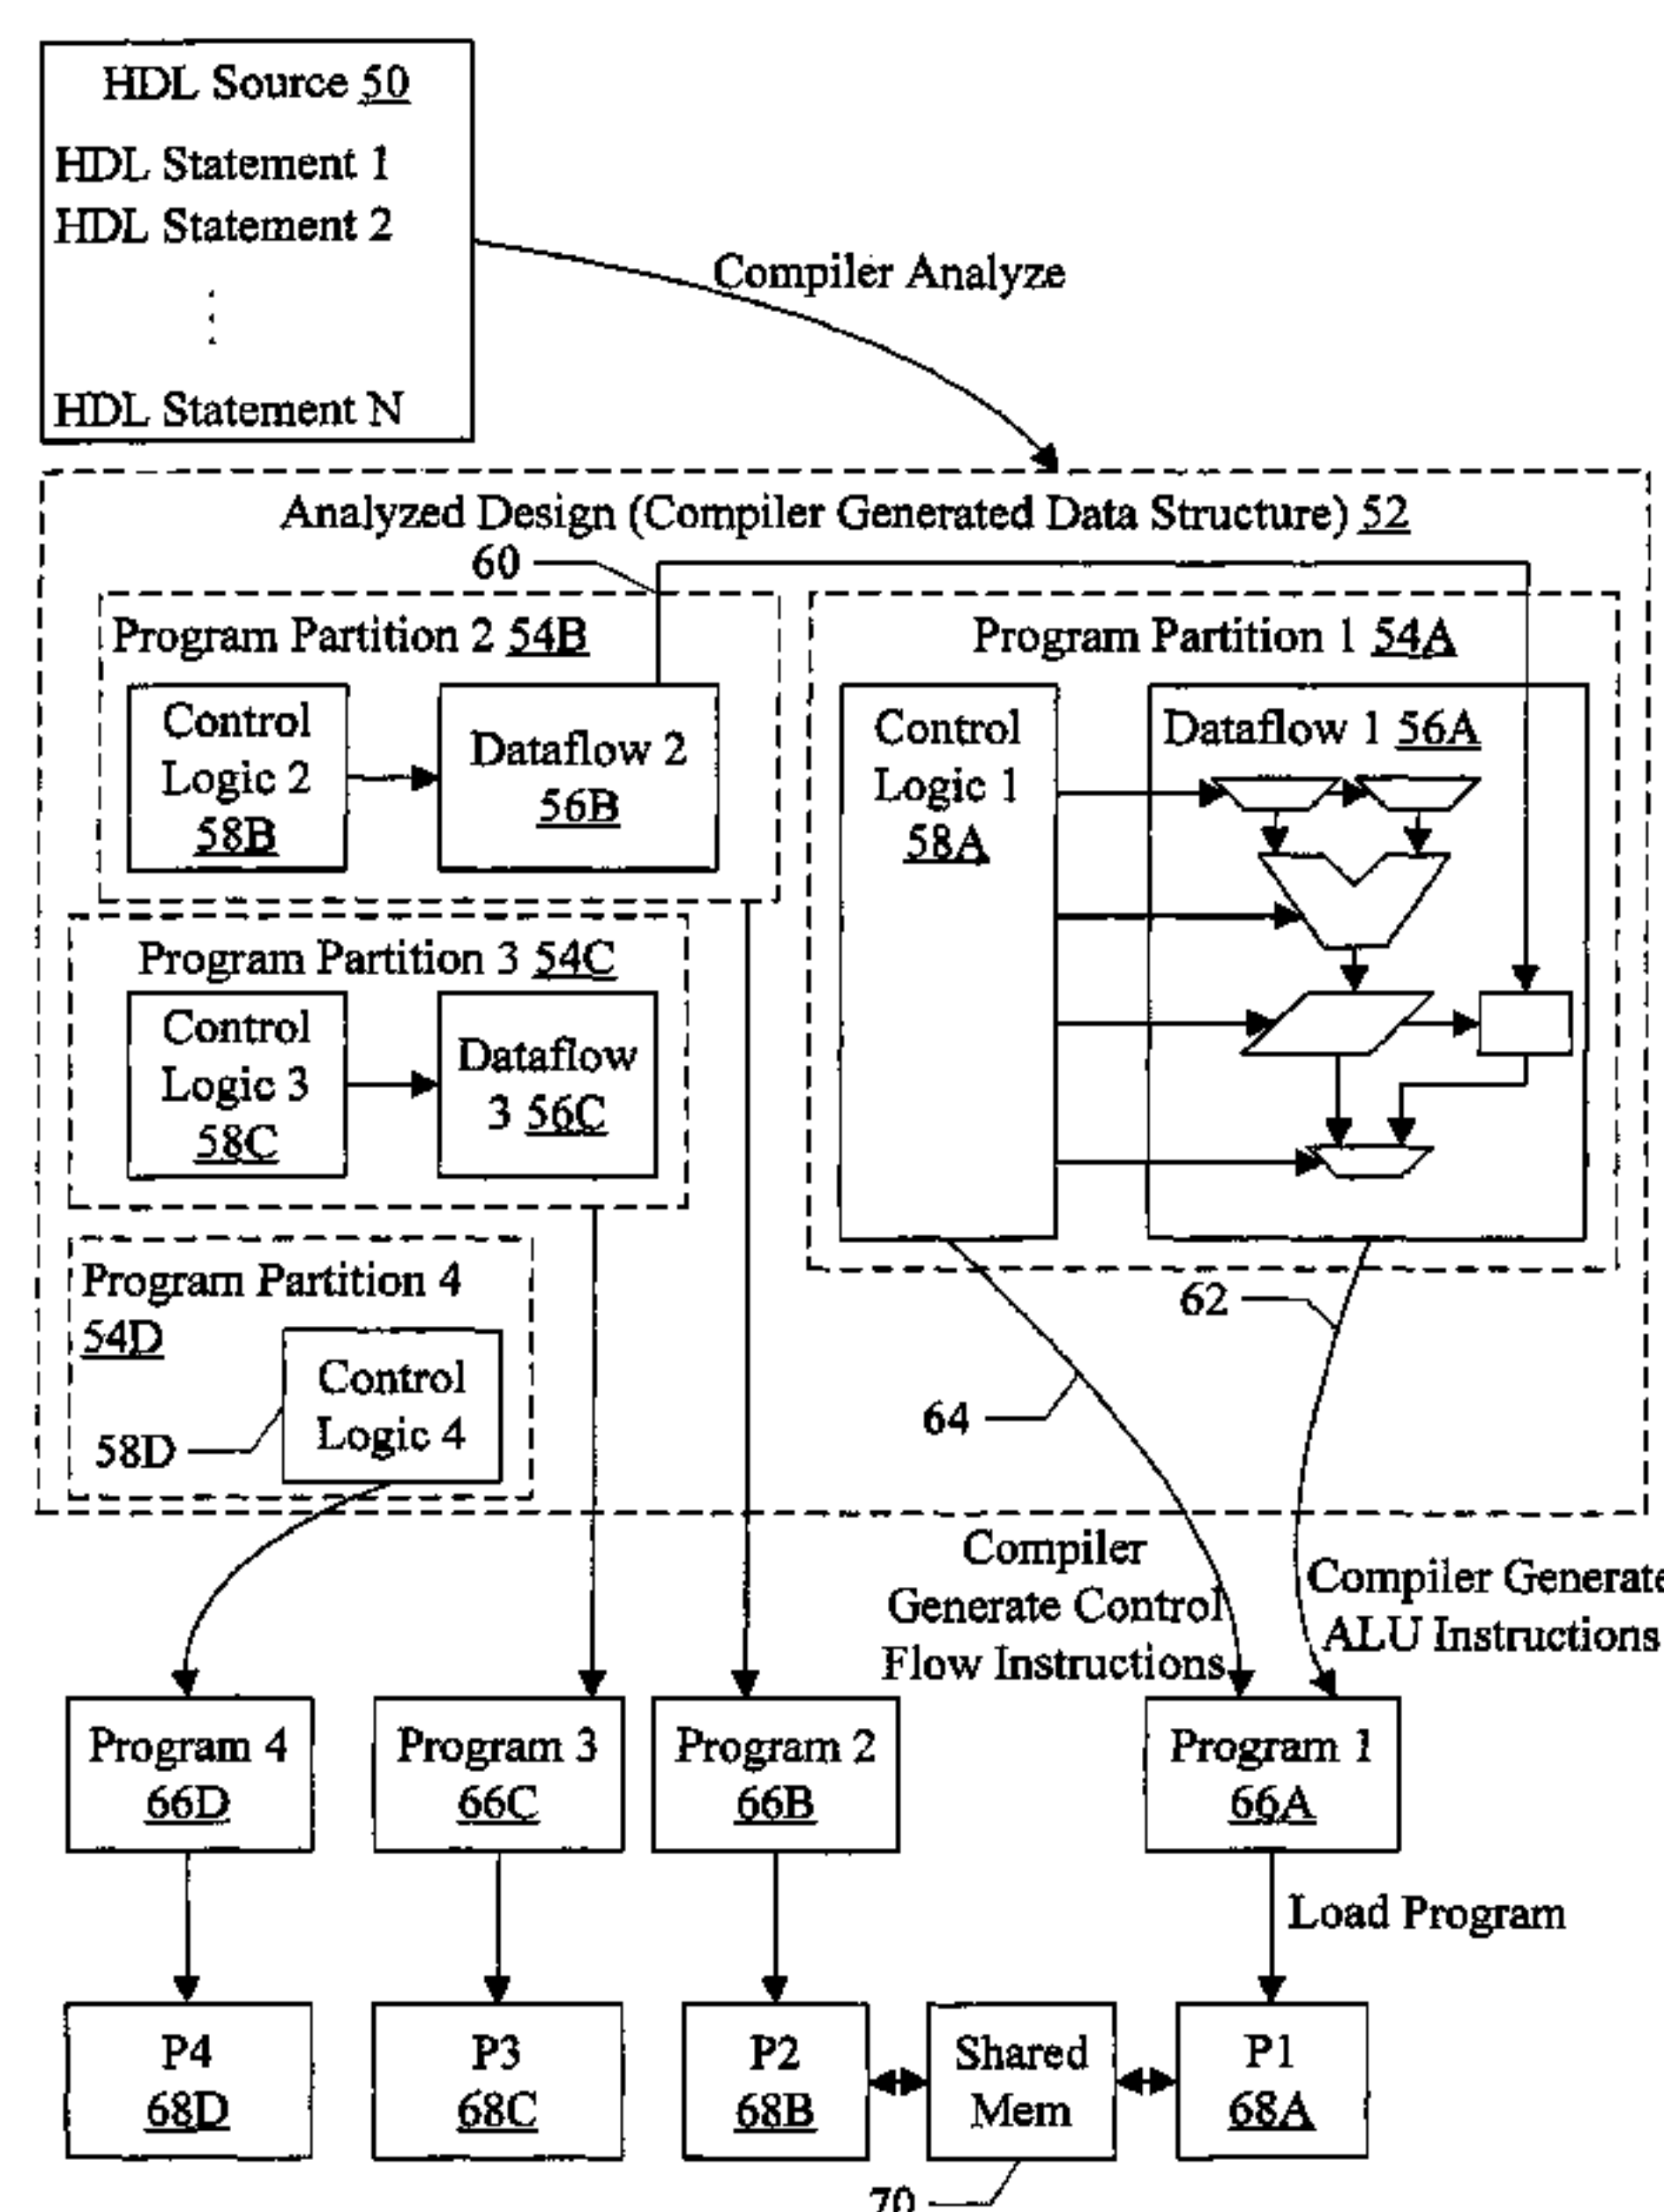 HDL Source 50
HDL Statement 1
HDL Statement 2
HDL Statement N
Compiler Analyze
Analyzed Design (Compiler Generated Data Structure) 52
60
Program Partition 2 54B
Control
Logic 2
58B
Dataflow 2
56B
Program Partition 1 54A
Control
Logic 1
58A
Dataflow 1 56A
Program Partition 3 54C
Control
Logic 3
58C
Dataflow
3 56C
Program Partition 4
54D
Control
Logic 4
58D
62
64
Compiler
Generate Control
Flow Instructions
Compiler Generate
ALU Instructions
Program 4
66D
Program 3
66C
Program 2
66B
Program 1
66A
Load Program
P4
68D
P3
68C
P2
68B
Shared
Mem
P1
68A
70